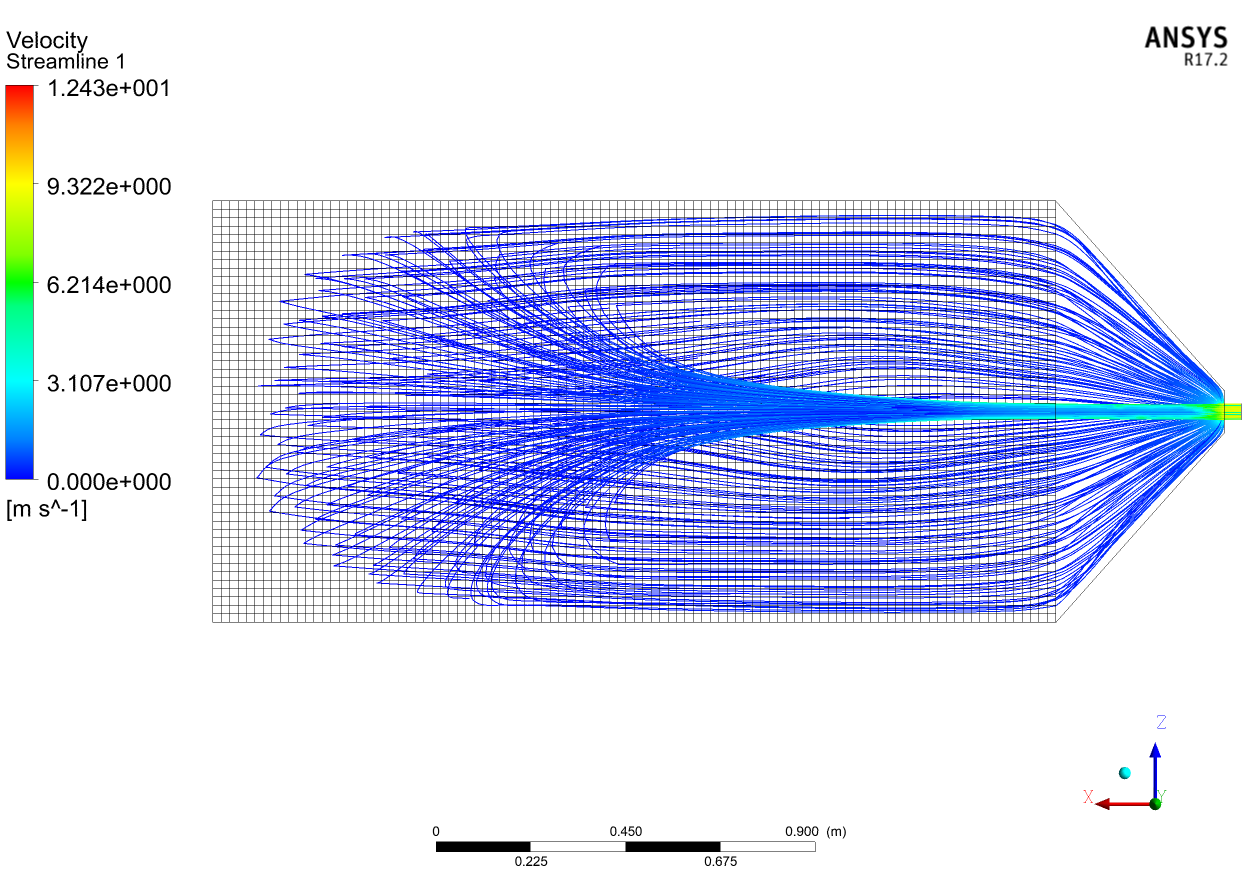 Velocity
Streamline 1
1.243e+001
9.322e+000
6.214e+000
3.107e+000
0.000e+000
[m s^-1]
ANSYS
R17.2
Z
X
Y
0 0.450 0.900 (m)
0.225 0.675